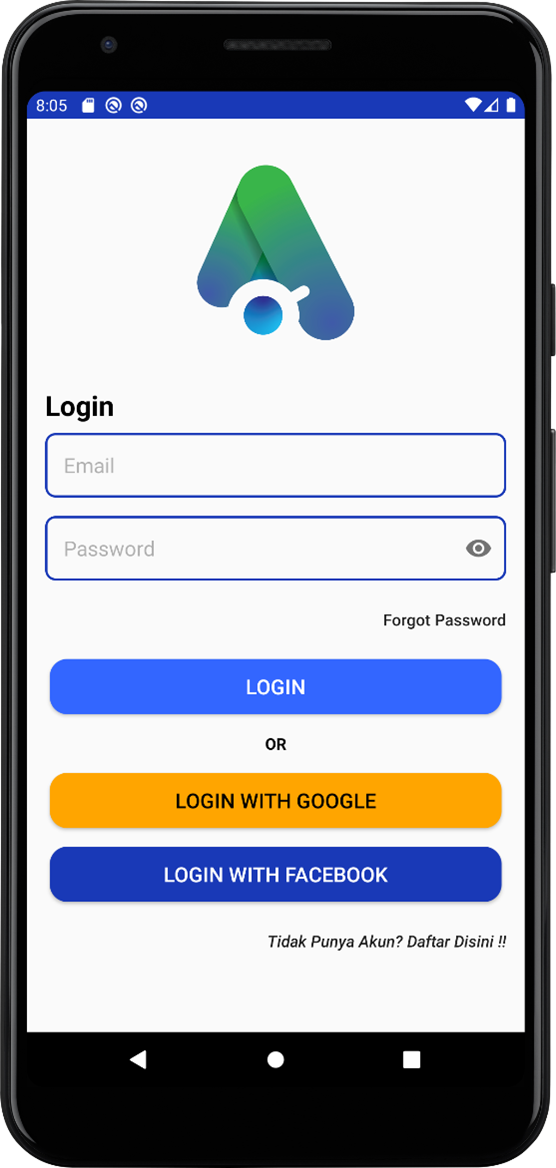 8:05
Login
Email
Password
Forgot Password
LOGIN
OR
LOGIN WITH GOOGLE
LOGIN WITH FACEBOOK
Tidak Punya Akun? Daftar Disini !!